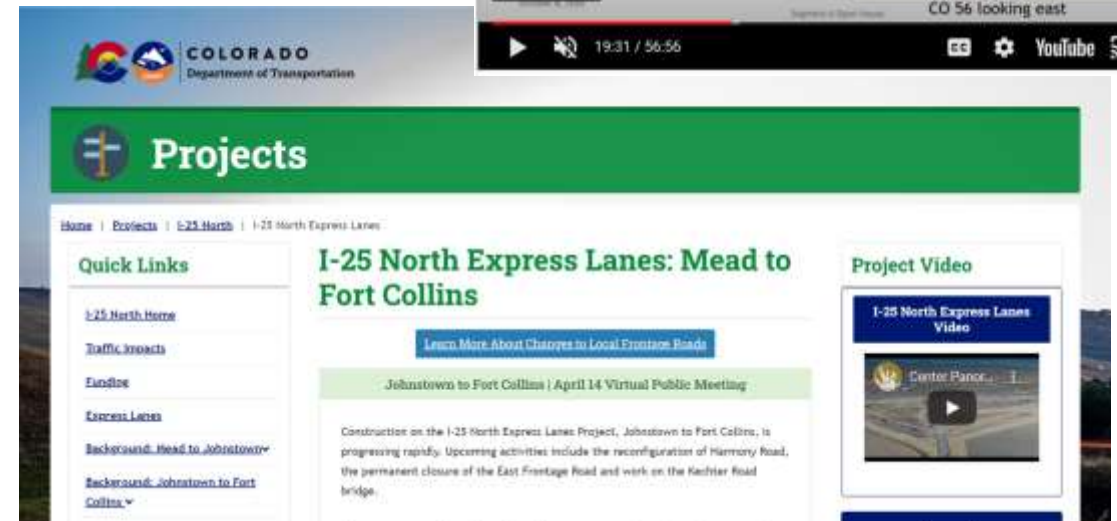 CO 56 looking east
19:31 / 56:56
CC
YouTube
COLORADO
Department of Transportation
Projects
Home | Projects | I-25 North | I-25 North Express Lanes
Quick Links
I-25 North Home
Traffic Impacts
Funding
Express Lanes
Background: Mead to Johnstown
Background: Johnstown to Fort
Collins
I-25 North Express Lanes: Mead to
Fort Collins
Learn More About Changes to Local Frontage Roads
Johnstown to Fort Collins | April 14 Virtual Public Meeting
Construction on the I-25 North Express Lanes Project, Johnstown to Fort Collins, is
progressing rapidly. Upcoming activities include the reconfiguration of Harmony Road,
the permanent closure of the East Frontage Road and work on the Kechter Road
bridge.
Project Video
I-25 North Express Lanes
Video
Center Panor...